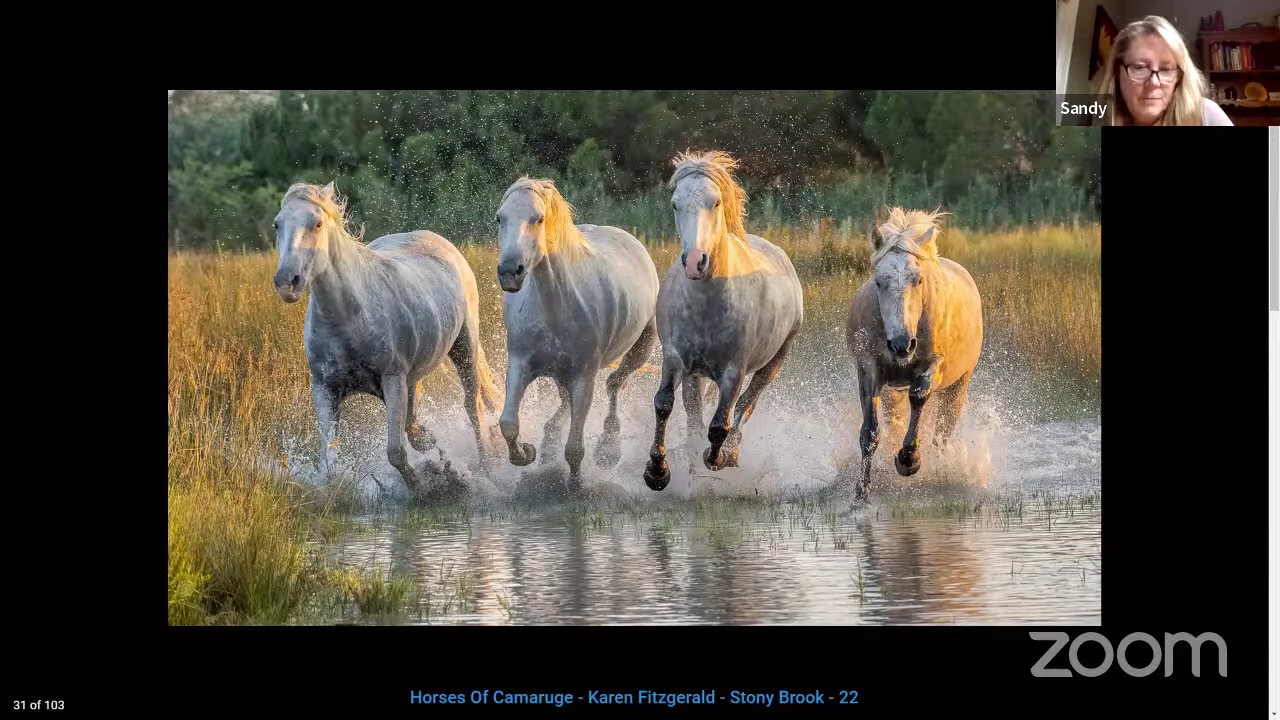 Sandy
zoom
Horses Of Camaruge - Karen Fitzgerald - Stony Brook - 22
31 of 103